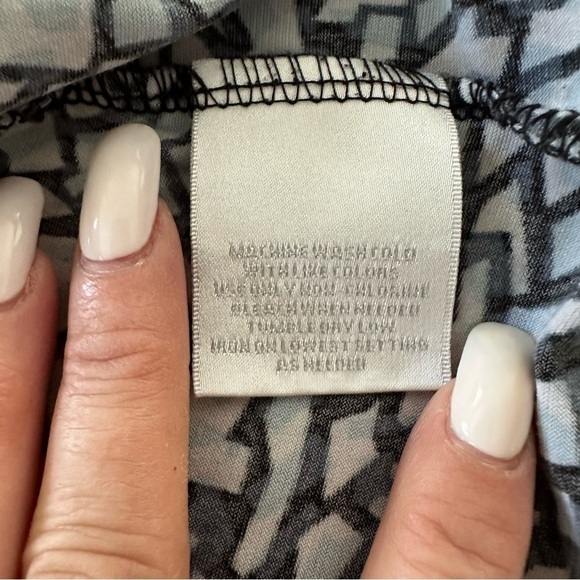 MACHINE WASH COLD
WITH LIKE COLORS
USE ONLY NON-CHLORINE
BLEACH WHEN NEEDED
TUMBLE DRY LOW
IRON ON LOWEST SETTING
AS NEEDED